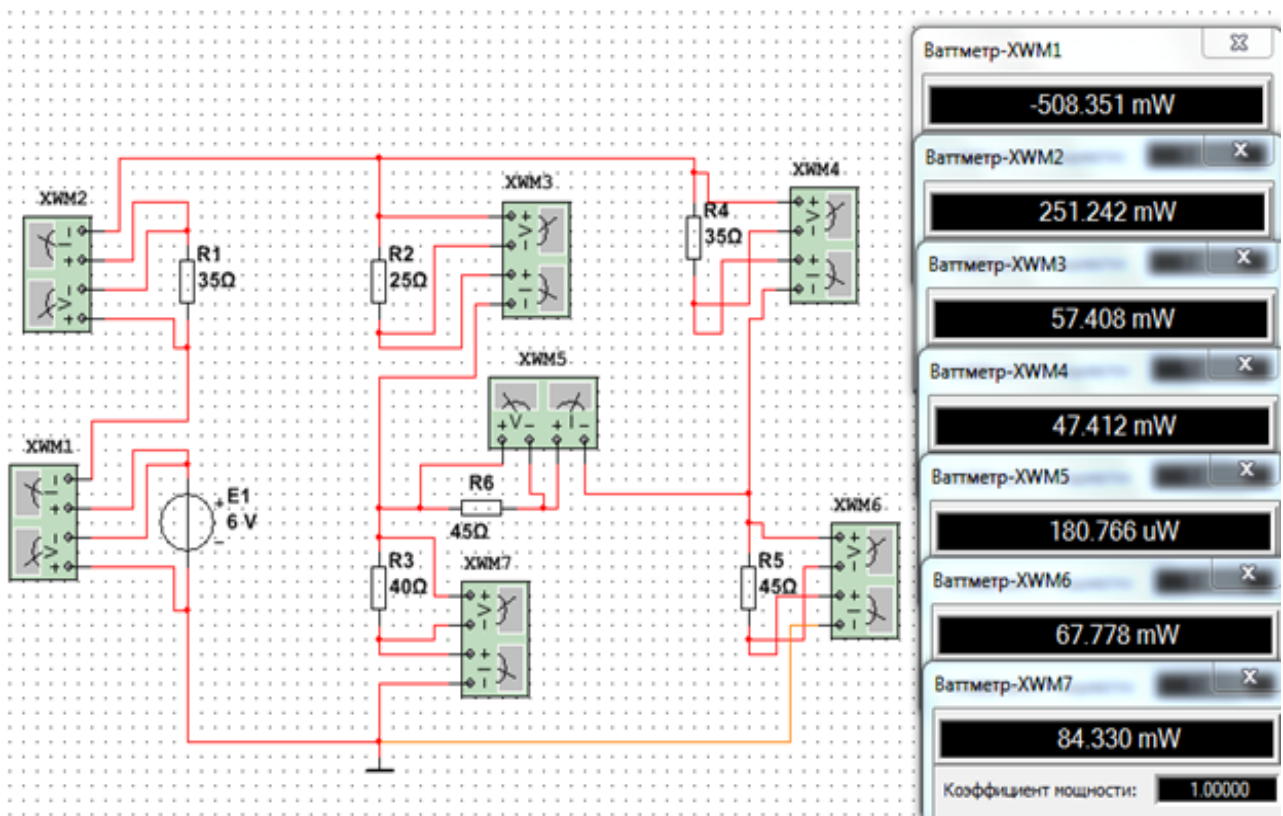 XWM2
R1
35Ω
XWM1
E1
6 V
R2
25Ω
XWM3
XWM5
R6
45Ω
R3
40Ω
XWM7
R4
35Ω
XWM4
R5
45Ω
XWM6
Ваттметр-XWM1
-508.351 mW
Ваттметр-XWM2
251.242 mW
Ваттметр-XWM3
57.408 mW
Ваттметр-XWM4
47.412 mW
Ваттметр-XWM5
180.766 uW
Ваттметр-XWM6
67.778 mW
Ваттметр-XWM7
84.330 mW
Коэффициент мощности: 1.00000